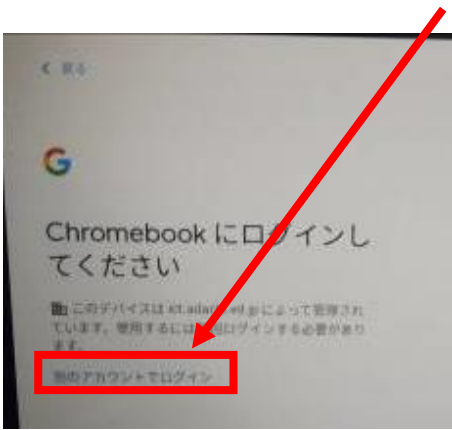 戻る
G
Chromebook にログインし
てください
このデバイスは によって管理され
ています。使用するには ログインする必要があり
ます。
別のアカウントでログイン